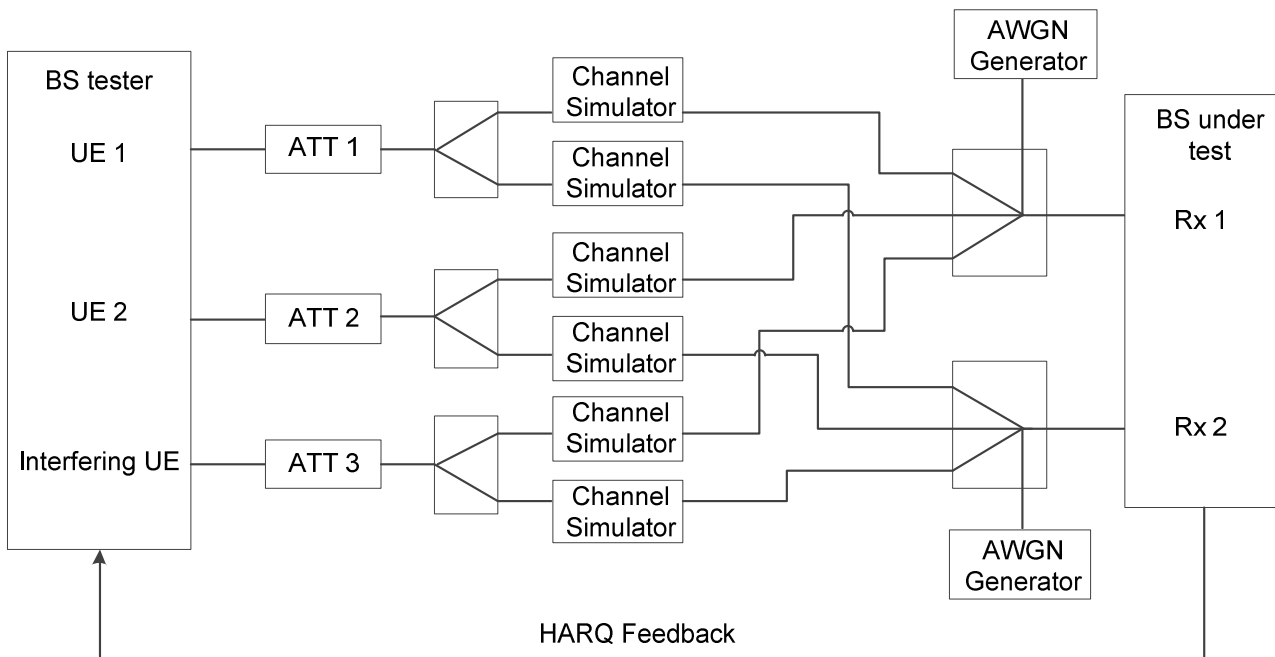 BS tester
UE 1
UE 2
Interfering UE
ATT 1
ATT 2
ATT 3
Channel
Simulator
Channel
Simulator
Channel
Simulator
Channel
Simulator
Channel
Simulator
Channel
Simulator
AWGN
Generator
AWGN
Generator
BS under
test
Rx 1
Rx 2
HARQ Feedback